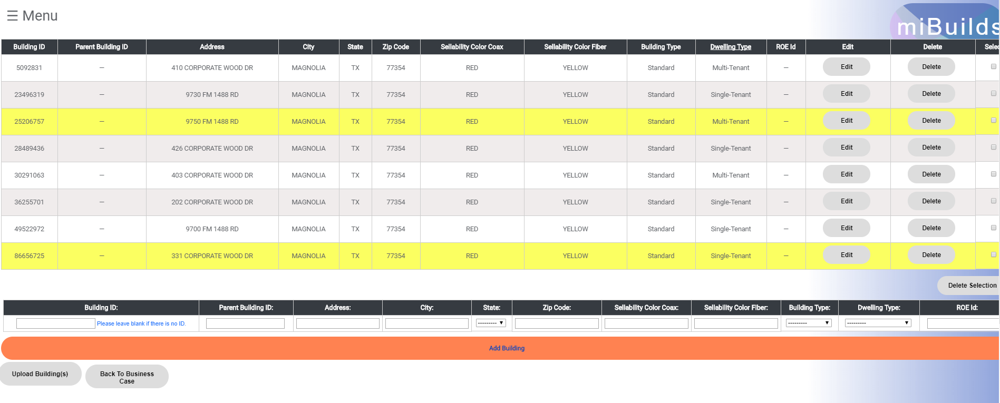 ☰ Menu
miBuilds
Building ID Parent Building ID Address City State Zip Code Sellability Color Coax Sellability Color Fiber Building Type Dwelling Type ROE Id Edit Delete Selec
5092831 — 410 CORPORATE WOOD DR MAGNOLIA TX 77354 RED YELLOW Standard Multi-Tenant — Edit Delete
23496319 — 9730 FM 1488 RD MAGNOLIA TX 77354 RED YELLOW Standard Single-Tenant — Edit Delete
25206757 — 9750 FM 1488 RD MAGNOLIA TX 77354 RED YELLOW Standard Multi-Tenant — Edit Delete
28489436 — 426 CORPORATE WOOD DR MAGNOLIA TX 77354 RED YELLOW Standard Single-Tenant — Edit Delete
30291063 — 403 CORPORATE WOOD DR MAGNOLIA TX 77354 RED YELLOW Standard Multi-Tenant — Edit Delete
36255701 — 202 CORPORATE WOOD DR MAGNOLIA TX 77354 RED YELLOW Standard Single-Tenant — Edit Delete
49522972 — 9700 FM 1488 RD MAGNOLIA TX 77354 RED YELLOW Standard Single-Tenant — Edit Delete
86656725 — 331 CORPORATE WOOD DR MAGNOLIA TX 77354 RED YELLOW Standard Single-Tenant — Edit Delete
Delete Selection
Building ID: Parent Building ID: Address: City: State: Zip Code: Sellability Color Coax: Sellability Color Fiber: Building Type: Dwelling Type: ROE Id:
Please leave blank if there is no ID. --------- --------- ---------
Add Building
Upload Building(s)
Back To Business
Case